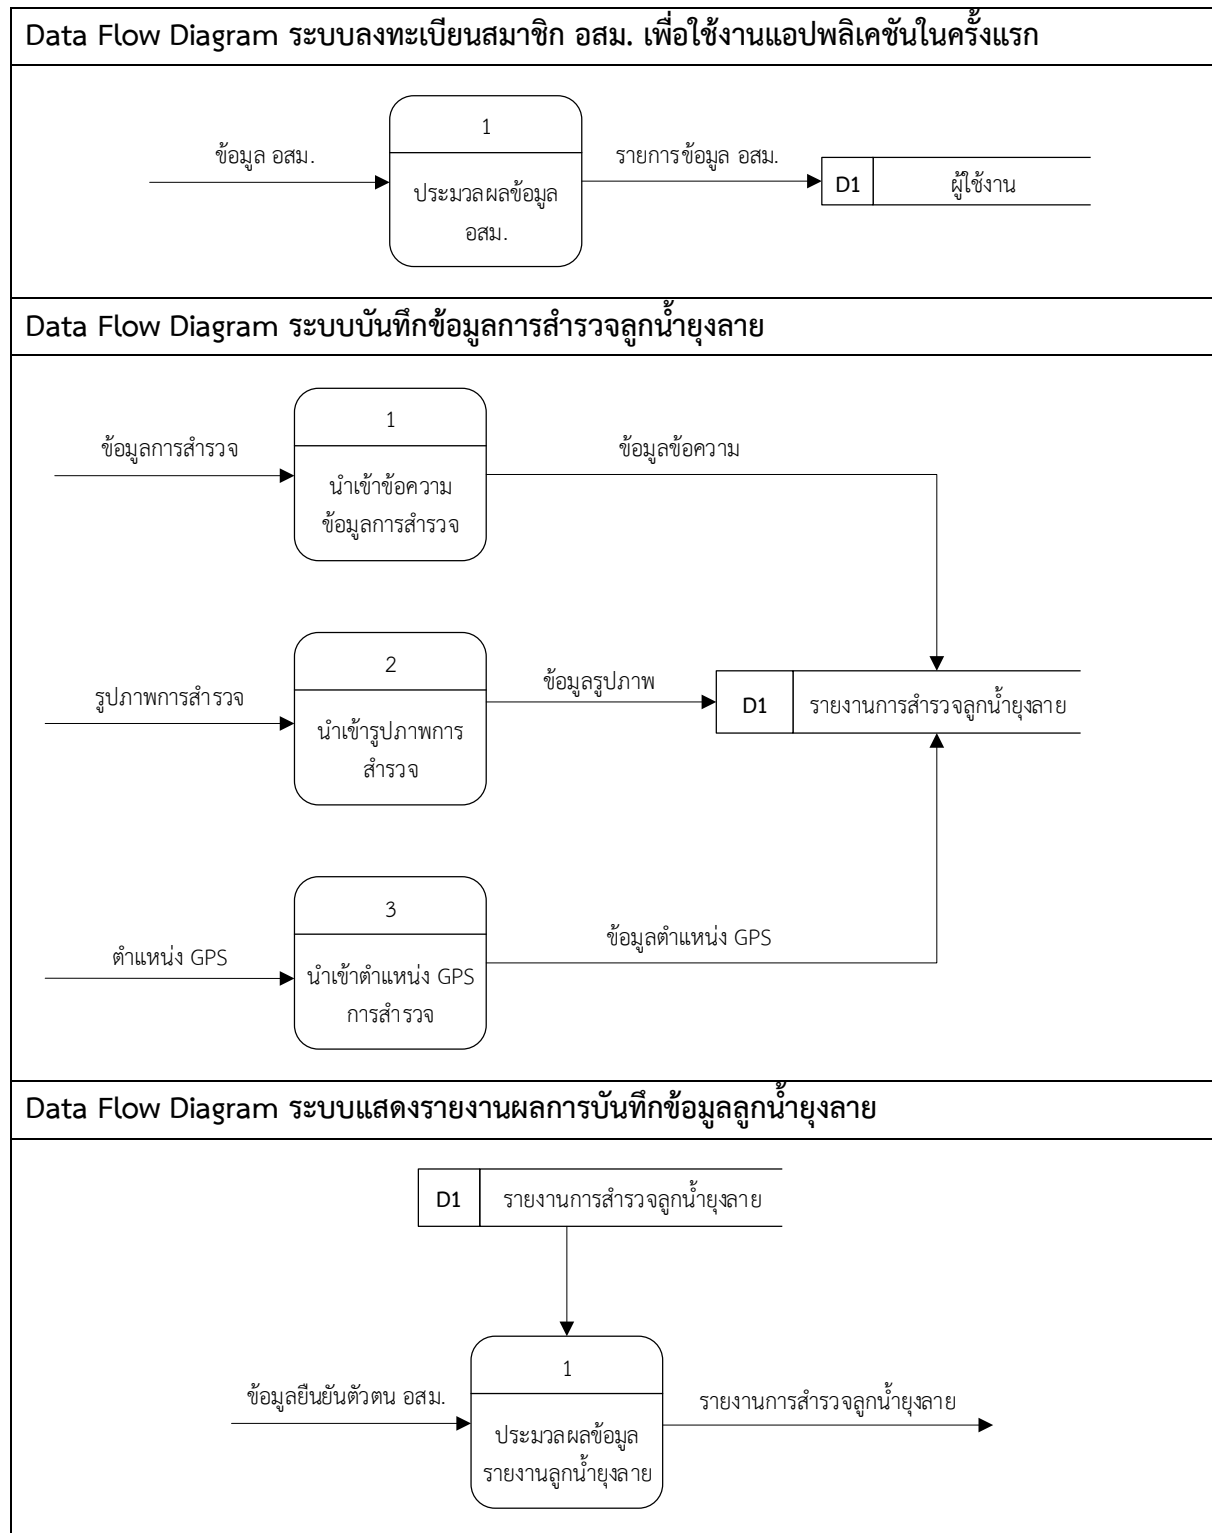 Data Flow Diagram ระบบลงทะเบียนสมาชิก อสม. เพื่อใช้งานแอปพลิเคชันในครั้งแรก
1
ข้อมูล อสม.
รายการข้อมูล อสม.
ประมวลผลข้อมูล
อสม.
D1
ผู้ใช้งาน
Data Flow Diagram ระบบบันทึกข้อมูลการสำรวจลูกน้ำยุงลาย
1
ข้อมูลการสำรวจ
ข้อมูลข้อความ
นำเข้าข้อความ
ข้อมูลการสำรวจ
2
รูปภาพการสำรวจ
ข้อมูลรูปภาพ
นำเข้ารูปภาพการ
สำรวจ
D1
รายงานการสำรวจลูกน้ำยุงลาย
3
ตำแหน่ง GPS
ข้อมูลตำแหน่ง GPS
นำเข้าตำแหน่ง GPS
การสำรวจ
Data Flow Diagram ระบบแสดงรายงานผลการบันทึกข้อมูลลูกน้ำยุงลาย
D1
รายงานการสำรวจลูกน้ำยุงลาย
1
ข้อมูลยืนยันตัวตน อสม.
รายงานการสำรวจลูกน้ำยุงลาย
ประมวลผลข้อมูล
รายงานลูกน้ำยุงลาย